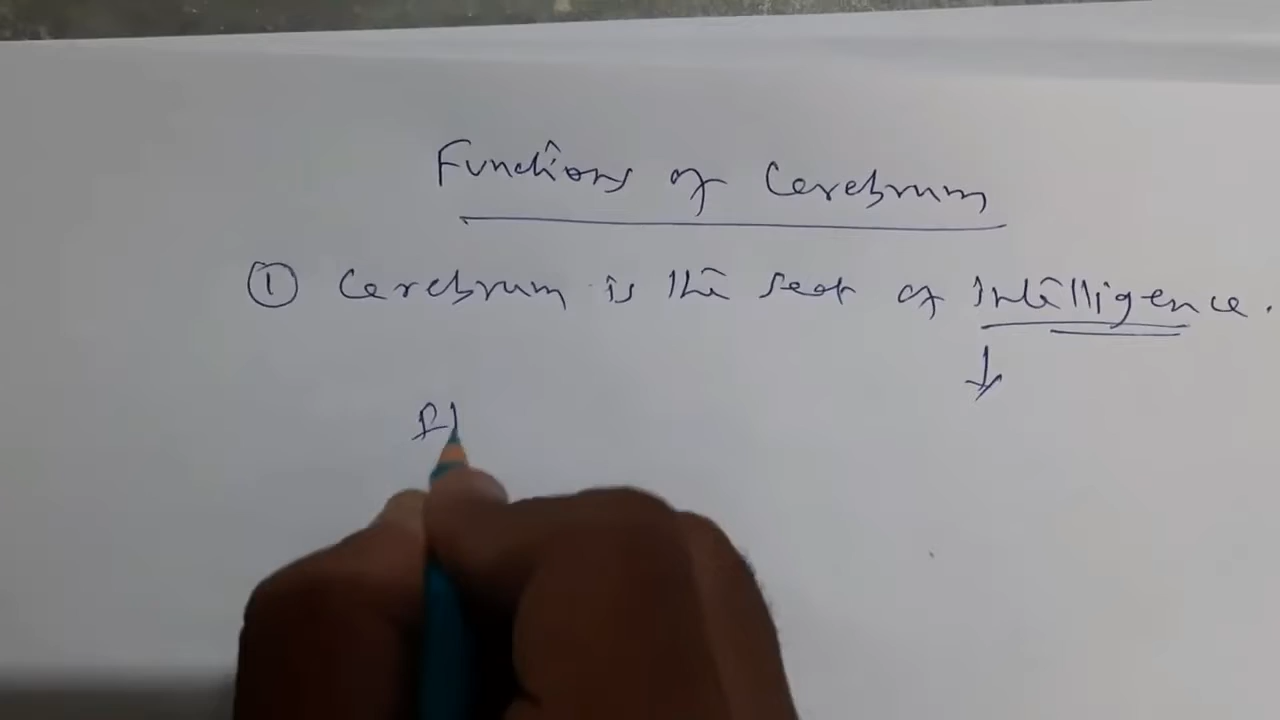 Functions of Cerebrum
① Cerebrum is the seat of Intelligence.